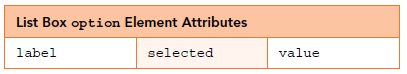 List Box option Element Attributes
label selected value